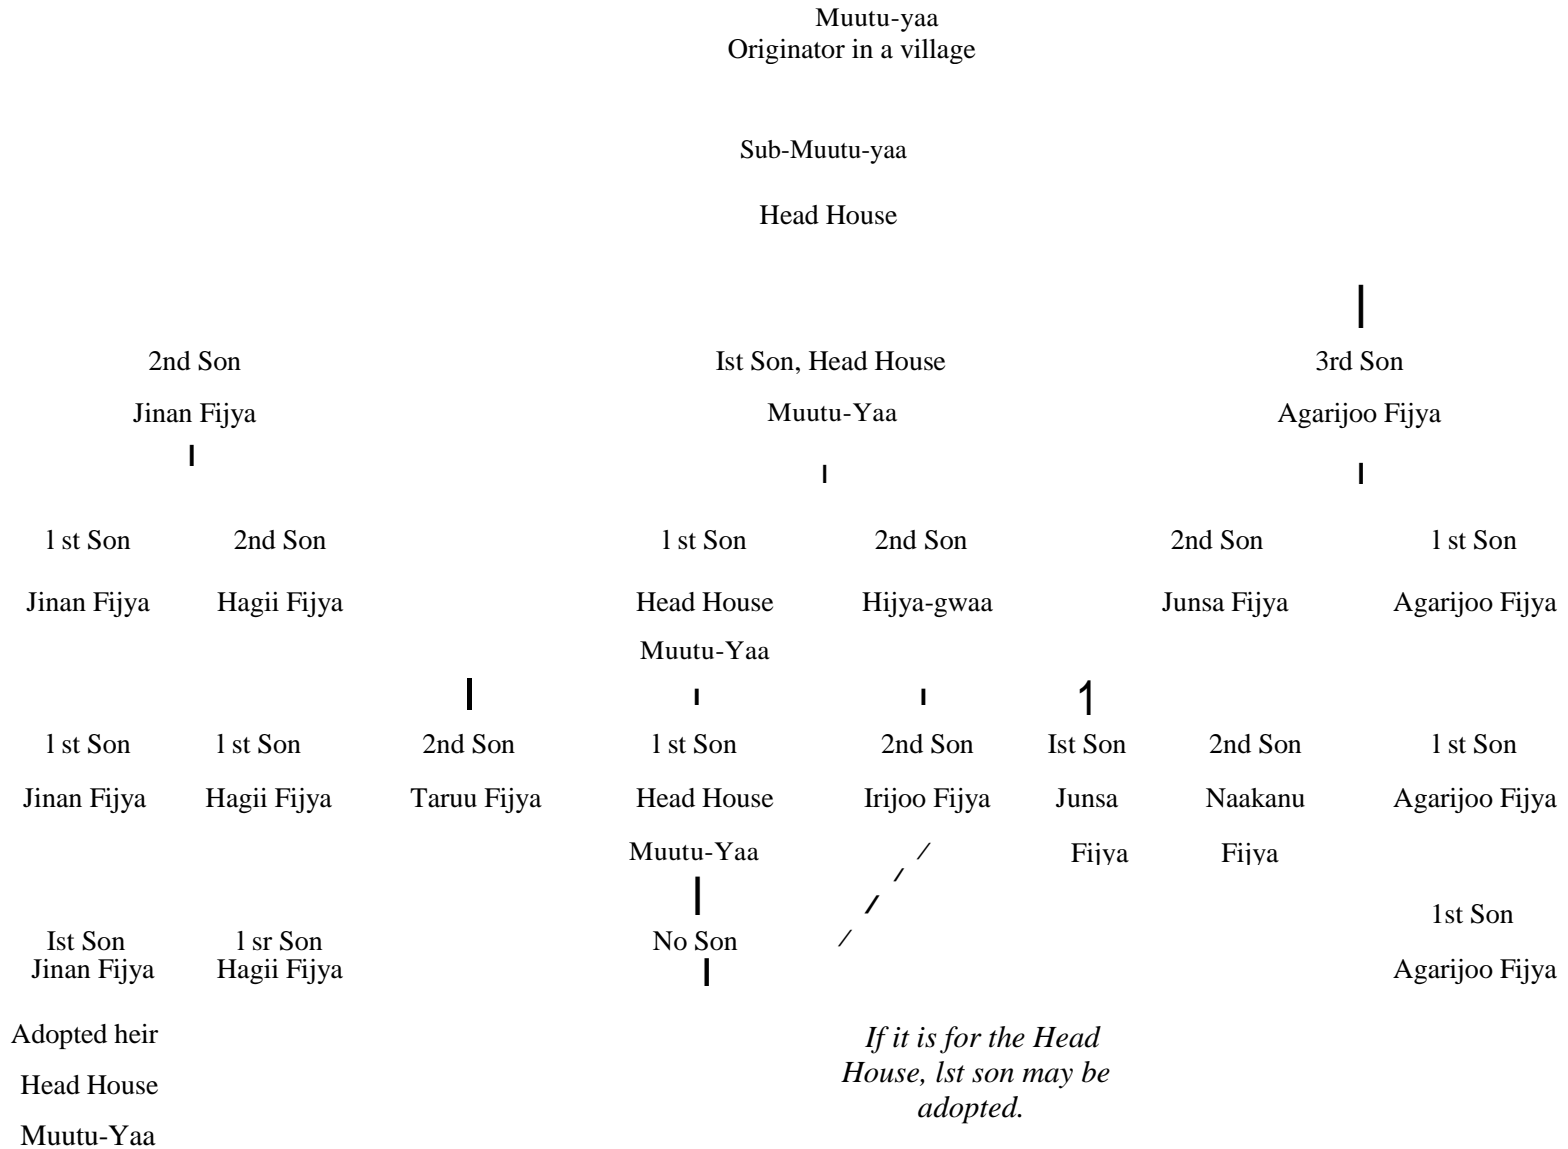 Muutu-yaa
Originator in a village
Sub-Muutu-yaa
Head House
2nd Son Ist Son, Head House 3rd Son
Jinan Fijya Muutu-Yaa Agarijoo Fijya
l st Son 2nd Son l st Son 2nd Son 2nd Son l st Son
Jinan Fijya Hagii Fijya Head House Hijya-gwaa Junsa Fijya Agarijoo Fijya
Muutu-Yaa
1
l st Son l st Son 2nd Son l st Son 2nd Son Ist Son 2nd Son l st Son
Jinan Fijya Hagii Fijya Taruu Fijya Head House Irijoo Fijya Junsa Naakanu Agarijoo Fijya
Muutu-Yaa Fijya Fijya
1st Son
Ist Son l sr Son No Son
Jinan Fijya Hagii Fijya Agarijoo Fijya
Adopted heir
Head House
Muutu-Yaa
If it is for the Head
House, lst son may be
adopted.